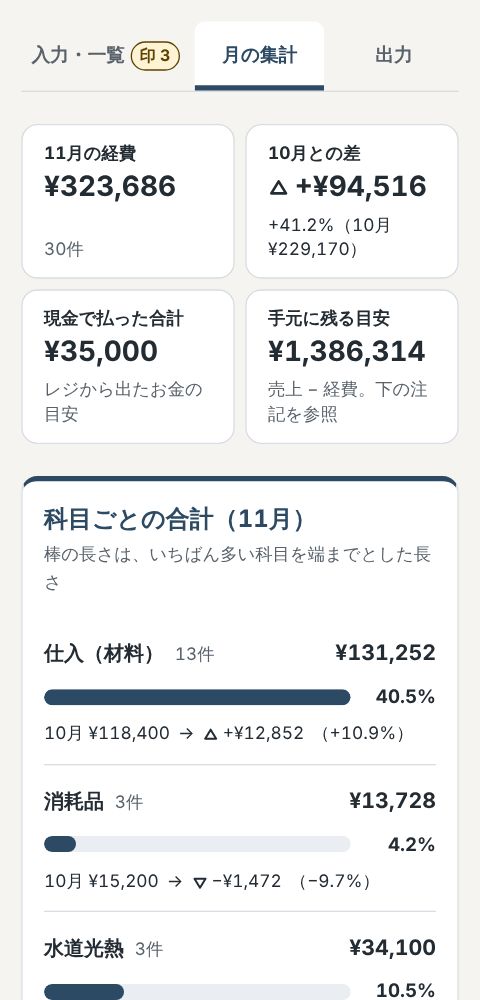 入力・一覧 印 3
月の集計
出力
11月の経費
¥323,686
30件
10月との差
△ +¥94,516
+41.2%（10月
¥229,170）
現金で払った合計
¥35,000
レジから出たお金の
目安
手元に残る目安
¥1,386,314
売上 − 経費。下の注
記を参照
科目ごとの合計（11月）
棒の長さは、いちばん多い科目を端までとした長
さ
仕入（材料） 13件 ¥131,252
40.5%
10月 ¥118,400 → △ +¥12,852 （+10.9%）
消耗品 3件 ¥13,728
4.2%
10月 ¥15,200 → ▽ −¥1,472 （−9.7%）
水道光熱 3件 ¥34,100
10.5%